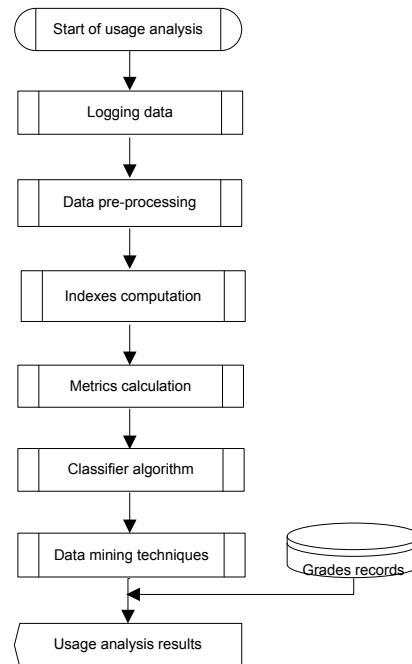 Start of usage analysis
Logging data
Data pre-processing
Indexes computation
Metrics calculation
Classifier algorithm
Data mining techniques
Grades records
Usage analysis results